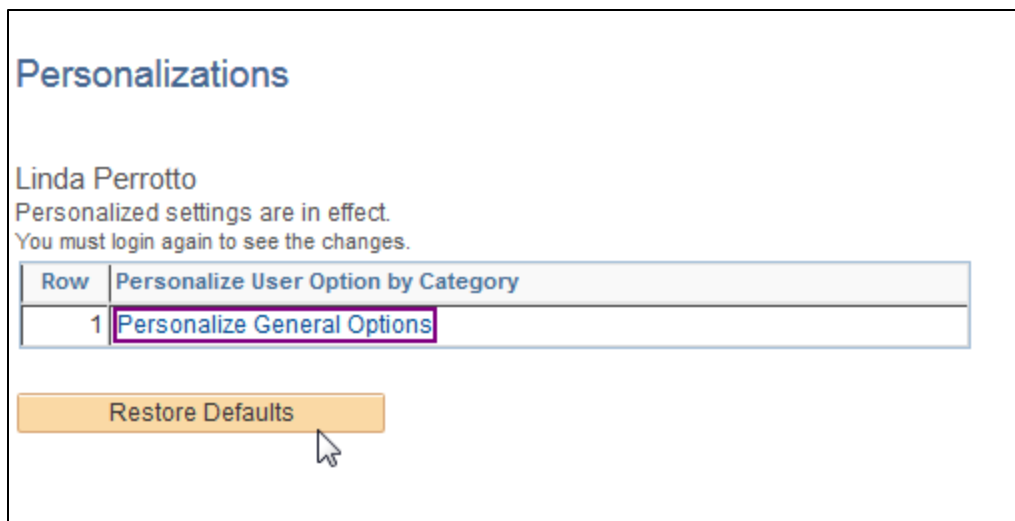 Personalizations
Linda Perrotto
Personalized settings are in effect.
You must login again to see the changes.
Row Personalize User Option by Category
1 Personalize General Options
Restore Defaults